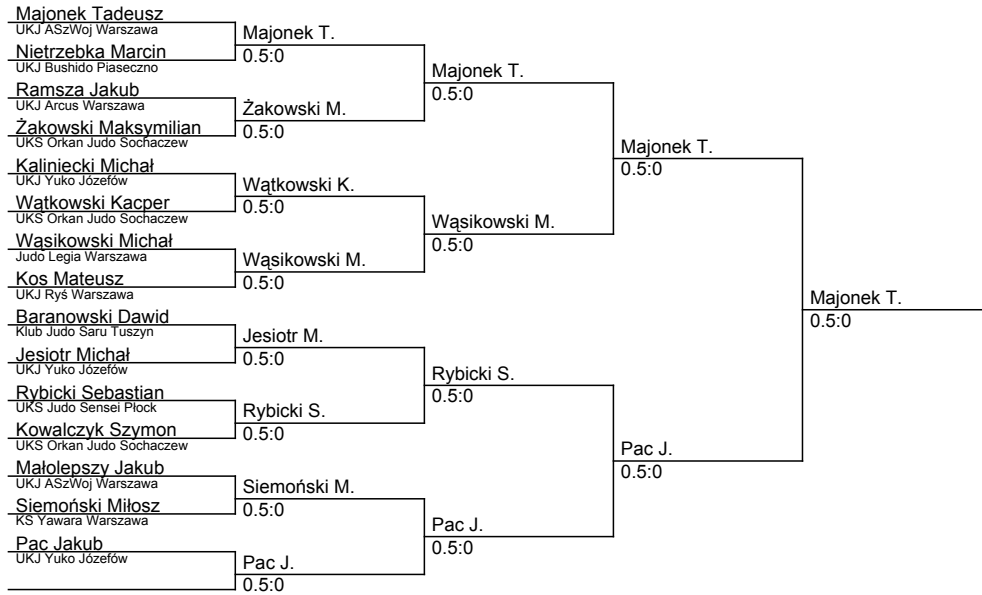 Majonek Tadeusz
UKJ ASzWoj Warszawa
Nietrzebka Marcin
UKJ Bushido Piaseczno
Ramsza Jakub
UKJ Arcus Warszawa
Żakowski Maksymilian
UKS Orkan Judo Sochaczew
Kaliniecki Michał
UKJ Yuko Józefów
Wątkowski Kacper
UKS Orkan Judo Sochaczew
Wąsikowski Michał
Judo Legia Warszawa
Kos Mateusz
UKJ Ryś Warszawa
Baranowski Dawid
Klub Judo Saru Tuszyn
Jesiotr Michał
UKJ Yuko Józefów
Rybicki Sebastian
UKS Judo Sensei Płock
Kowalczyk Szymon
UKS Orkan Judo Sochaczew
Małolepszy Jakub
UKJ ASzWoj Warszawa
Siemoński Miłosz
KS Yawara Warszawa
Pac Jakub
UKJ Yuko Józefów
Majonek T.
0.5:0
Żakowski M.
0.5:0
Wątkowski K.
0.5:0
Wąsikowski M.
0.5:0
Jesiotr M.
0.5:0
Rybicki S.
0.5:0
Siemoński M.
0.5:0
Pac J.
0.5:0
Majonek T.
0.5:0
Wąsikowski M.
0.5:0
Rybicki S.
0.5:0
Pac J.
0.5:0
Majonek T.
0.5:0
Pac J.
0.5:0
Majonek T.
0.5:0